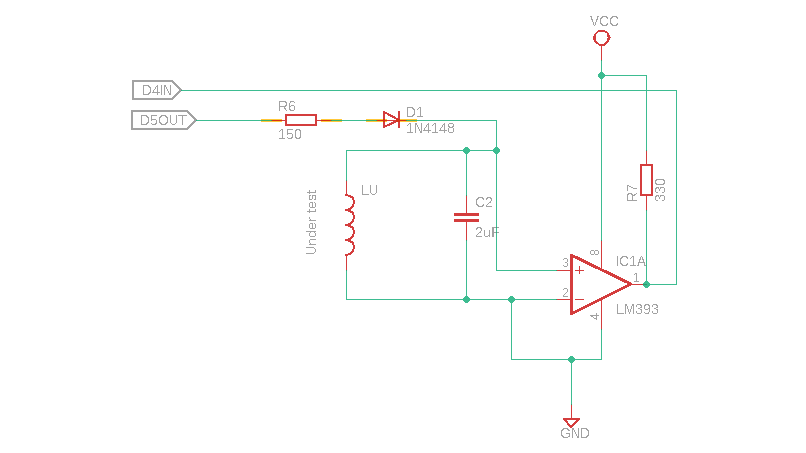 VCC
D4IN
D5OUT
R6
150
D1
1N4148
LU
Under test
C2
2uF
R7
330
8
3
IC1A
1
2
4
LM393
GND